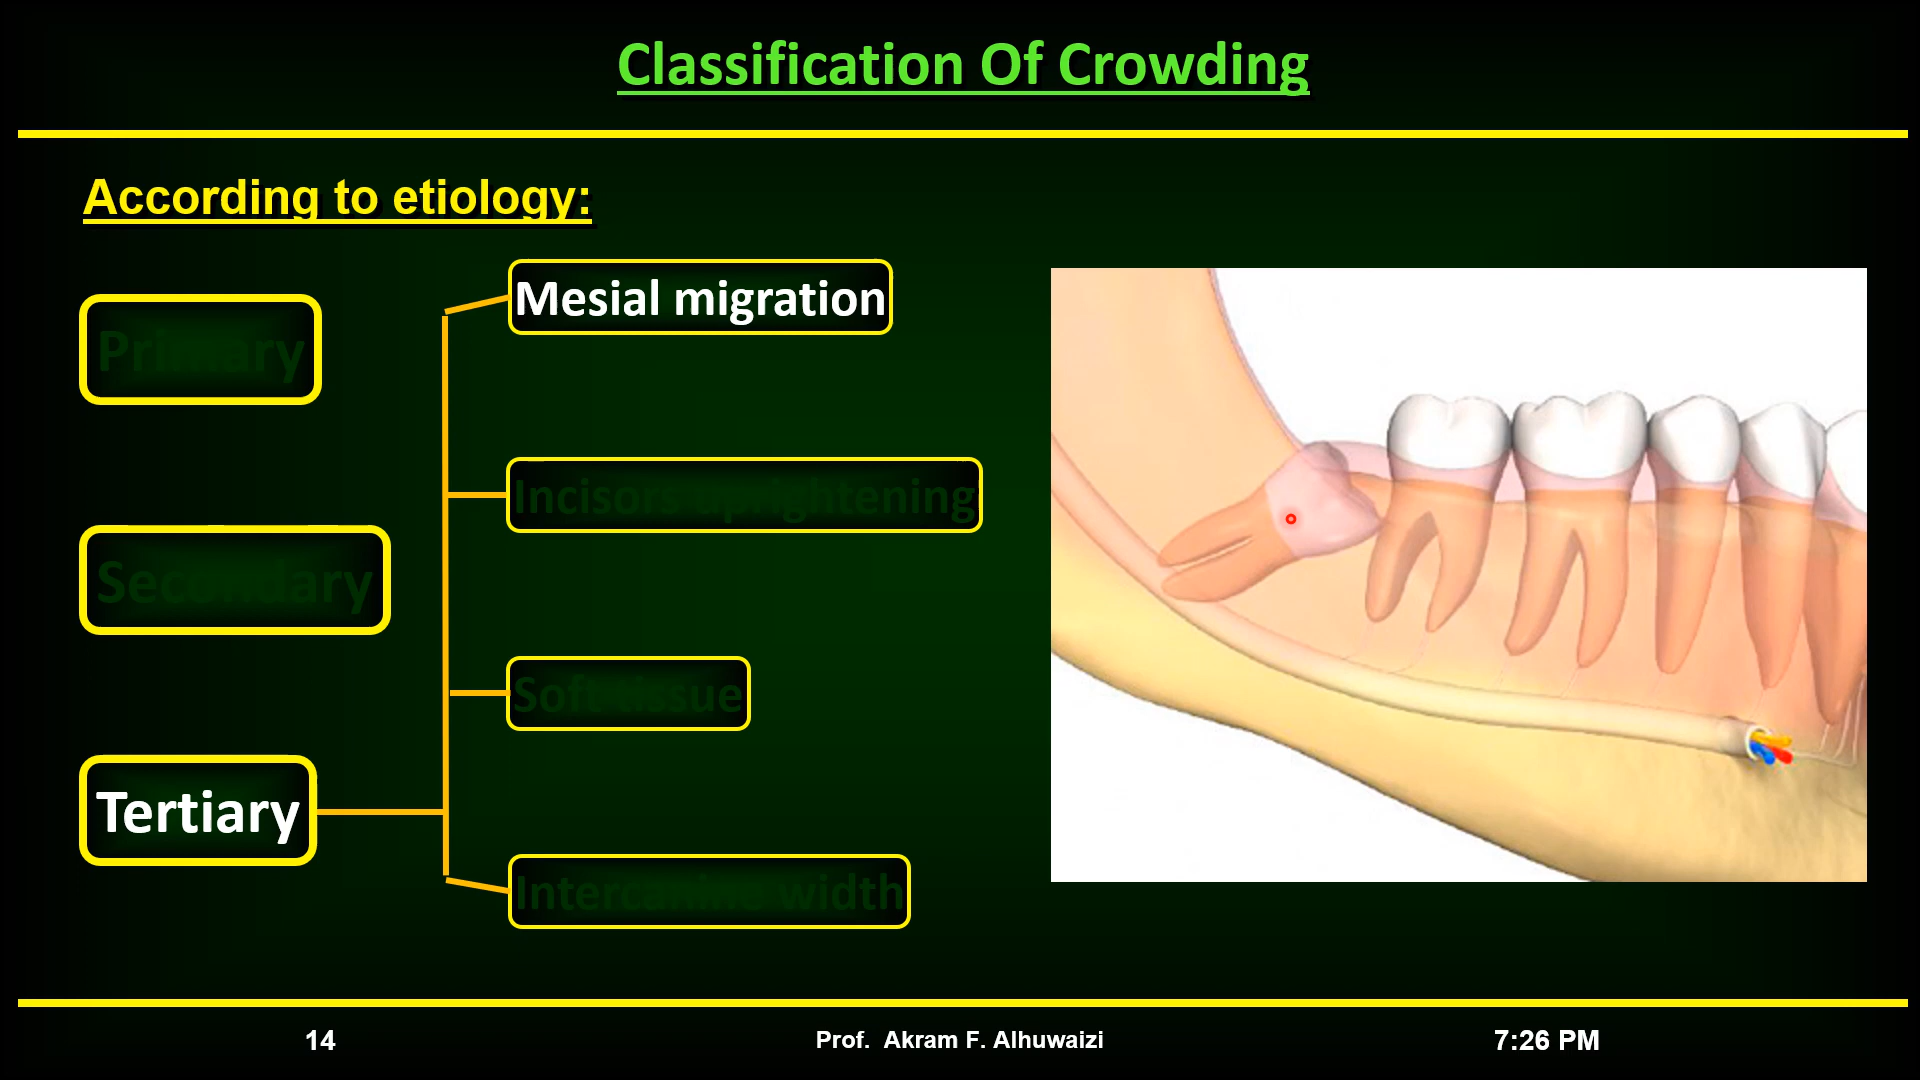 Classification Of Crowding
According to etiology:
Primary
Secondary
Tertiary
Mesial migration
Incisors uprightening
Soft tissue
Intercanine width
14
Prof. Akram F. Alhuwaizi
7:26 PM